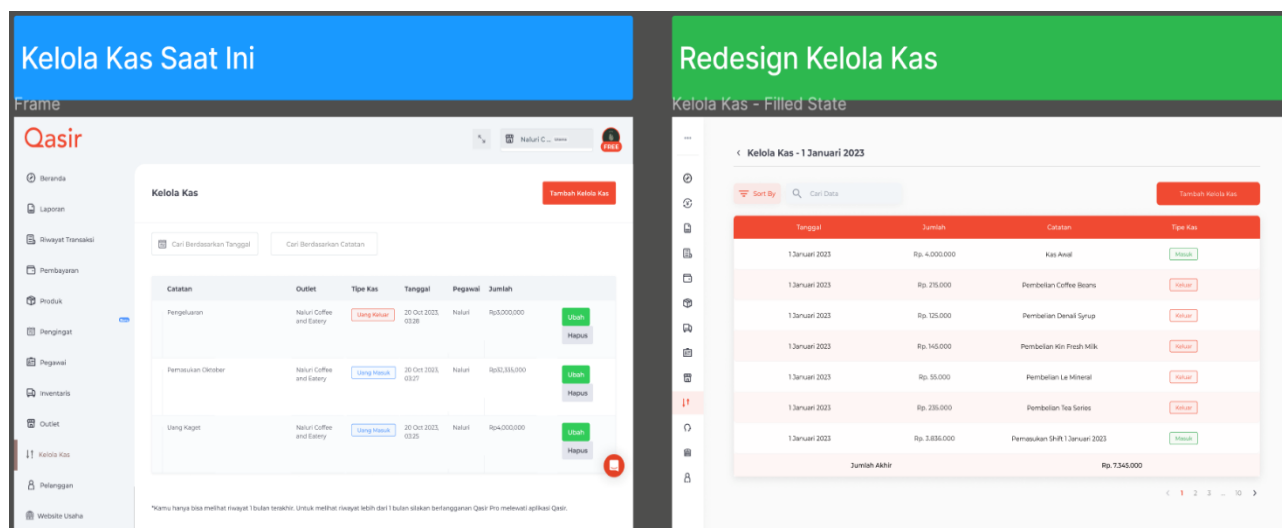 Kelola Kas Saat Ini
Frame
Qasir
Naluri C...
FREE
Beranda
Laporan
Riwayat Transaksi
Pembayaran
Produk
Pengingat
Pegawai
Inventaris
Outlet
Kelola Kas
Pelanggan
Website Usaha
Kelola Kas
Tambah Kelola Kas
Cari Berdasarkan Tanggal
Cari Berdasarkan Catatan
Catatan Outlet Tipe Kas Tanggal Pegawai Jumlah
Pengeluaran Naluri Coffee and Eatery Uang Keluar 20 Oct 2023, 03:28 Naluri Rp3,000,000 Ubah
Hapus
Pemasukan Oktober Naluri Coffee and Eatery Uang Masuk 20 Oct 2023, 03:27 Naluri Rp12,335,000 Ubah
Hapus
Uang Kaget Naluri Coffee and Eatery Uang Masuk 20 Oct 2023, 03:25 Naluri Rp4,000,000 Ubah
Hapus
*Kamu hanya bisa melihat riwayat 1 bulan terakhir. Untuk melihat riwayat lebih dari 1 bulan silakan berlangganan Qasir Pro melewati aplikasi Qasir.
Redesign Kelola Kas
Kelola Kas - Filled State
Kelola Kas - 1 Januari 2023
Sort By
Cari Data
Tambah Kelola Kas
Tanggal Jumlah Catatan Tipe Kas
1 Januari 2023 Rp. 4.000.000 Kas Awal Masuk
1 Januari 2023 Rp. 215.000 Pembelian Coffee Beans Keluar
1 Januari 2023 Rp. 125.000 Pembelian Denali Syrup Keluar
1 Januari 2023 Rp. 145.000 Pembelian Kin Fresh Milk Keluar
1 Januari 2023 Rp. 55.000 Pembelian Le Mineral Keluar
1 Januari 2023 Rp. 235.000 Pembelian Tea Series Keluar
1 Januari 2023 Rp. 3.836.000 Pemasukan Shift 1 Januari 2023 Masuk
Jumlah Akhir Rp. 7.345.000
< 1 2 3 ... 10 >